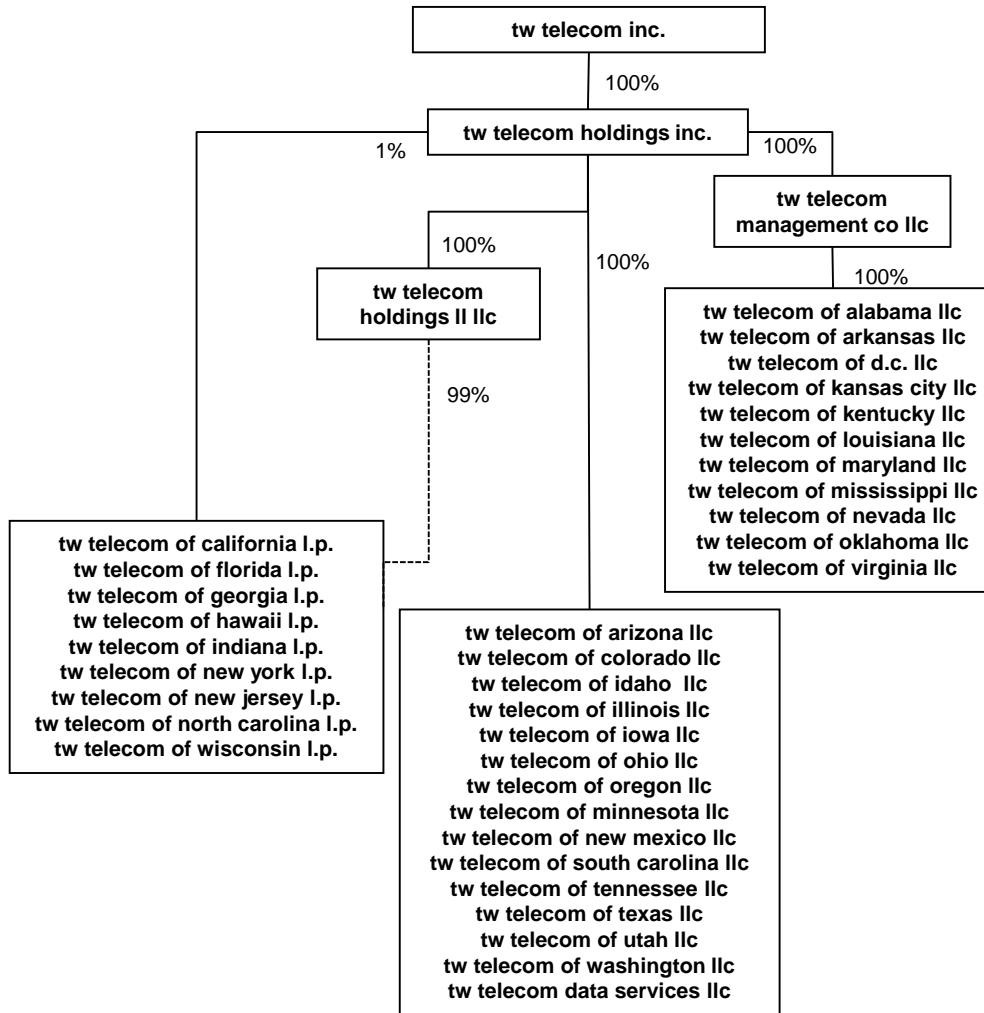 tw telecom inc.
100%
tw telecom holdings inc.
1%
100%
tw telecom
management co llc
100%
100%
100%
tw telecom
holdings II llc
99%
tw telecom of alabama llc
tw telecom of arkansas llc
tw telecom of d.c. llc
tw telecom of kansas city llc
tw telecom of kentucky llc
tw telecom of louisiana llc
tw telecom of maryland llc
tw telecom of mississippi llc
tw telecom of nevada llc
tw telecom of oklahoma llc
tw telecom of virginia llc
tw telecom of california l.p.
tw telecom of florida l.p.
tw telecom of georgia l.p.
tw telecom of hawaii l.p.
tw telecom of indiana l.p.
tw telecom of new york l.p.
tw telecom of new jersey l.p.
tw telecom of north carolina l.p.
tw telecom of wisconsin l.p.
tw telecom of arizona llc
tw telecom of colorado llc
tw telecom of idaho  llc
tw telecom of illinois llc
tw telecom of iowa llc
tw telecom of ohio llc
tw telecom of oregon llc
tw telecom of minnesota llc
tw telecom of new mexico llc
tw telecom of south carolina llc
tw telecom of tennessee llc
tw telecom of texas llc
tw telecom of utah llc
tw telecom of washington llc
tw telecom data services llc